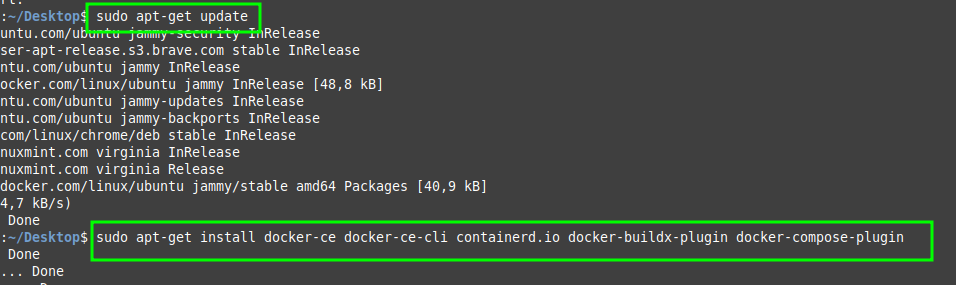 :~/Desktop$ sudo apt-get update
untu.com/ubuntu jammy-security InRelease
ser-apt-release.s3.brave.com stable InRelease
ntu.com/ubuntu jammy InRelease
ocker.com/linux/ubuntu jammy InRelease [48,8 kB]
ntu.com/ubuntu jammy-updates InRelease
ntu.com/ubuntu jammy-backports InRelease
com/linux/chrome/deb stable InRelease
nuxmint.com virginia InRelease
nuxmint.com virginia Release
docker.com/linux/ubuntu jammy/stable amd64 Packages [40,9 kB]
4,7 kB/s)
Done
:~/Desktop$ sudo apt-get install docker-ce docker-ce-cli containerd.io docker-buildx-plugin docker-compose-plugin
Done
... Done